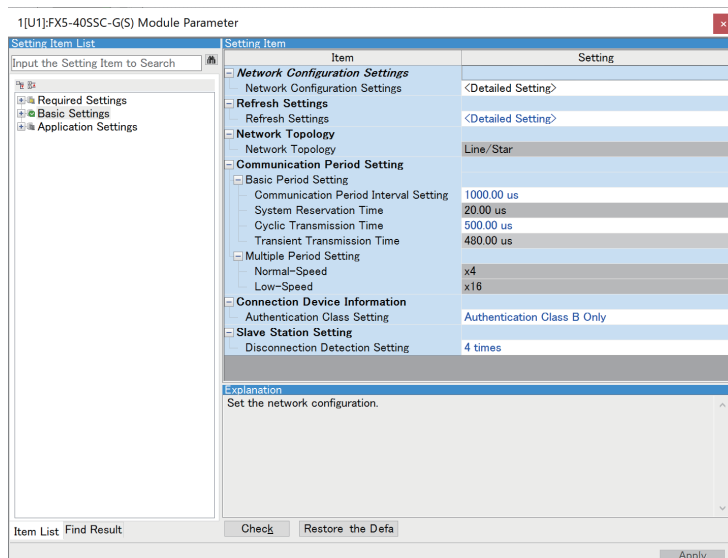 1[U1]:FX5-40SSC-G(S) Module Parameter
Setting Item List
Input the Setting Item to Search
Required Settings
Basic Settings
Application Settings
Item List Find Result
Setting Item
Item Setting
Network Configuration Settings
Network Configuration Settings <Detailed Setting>
Refresh Settings
Refresh Settings <Detailed Setting>
Network Topology
Network Topology Line/Star
Communication Period Setting
Basic Period Setting
Communication Period Interval Setting 1000.00 us
System Reservation Time 20.00 us
Cyclic Transmission Time 500.00 us
Transient Transmission Time 480.00 us
Multiple Period Setting
Normal-Speed x4
Low-Speed x16
Connection Device Information
Authentication Class Setting Authentication Class B Only
Slave Station Setting
Disconnection Detection Setting 4 times
Explanation
Set the network configuration.
Check Restore the Defa
Apply